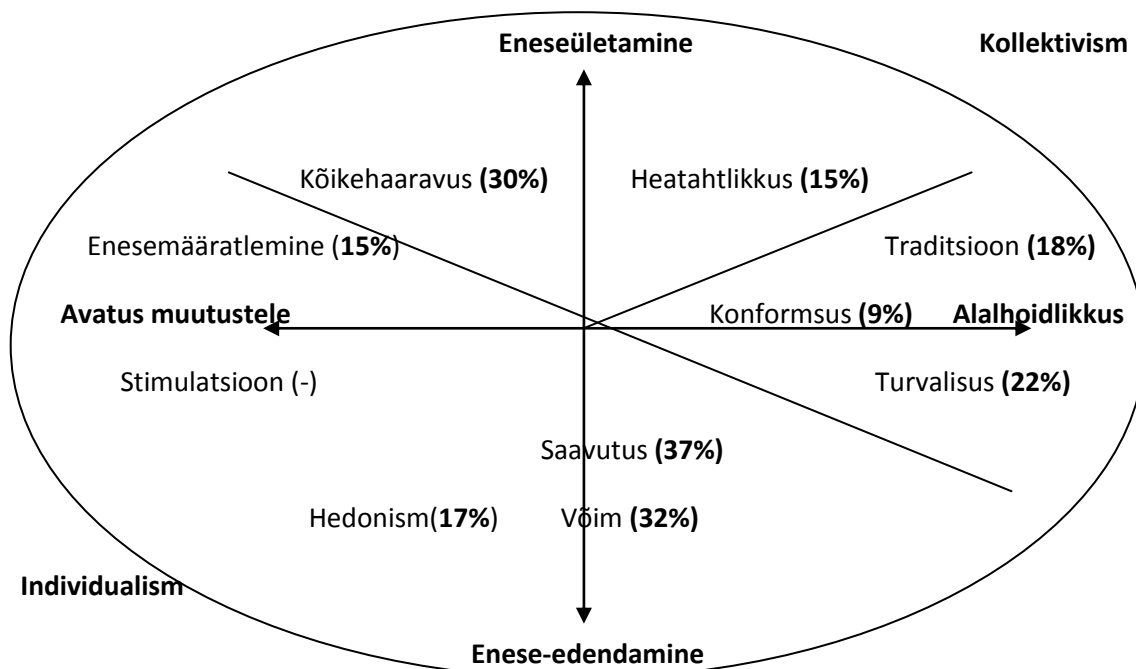 Eneseületamine Kollektivism
Kõikehaaravus (30%) Heatahtlikkus (15%)
Enesemääratlemine (15%) Traditsioon (18%)
Avatus muutustele Konformsus (9%) Alalhoidlikkus
Stimulatsioon (-) Turvalisus (22%)
Saavutus (37%)
Hedonism(17%) Võim (32%)
Individualism
Enese-edendamine